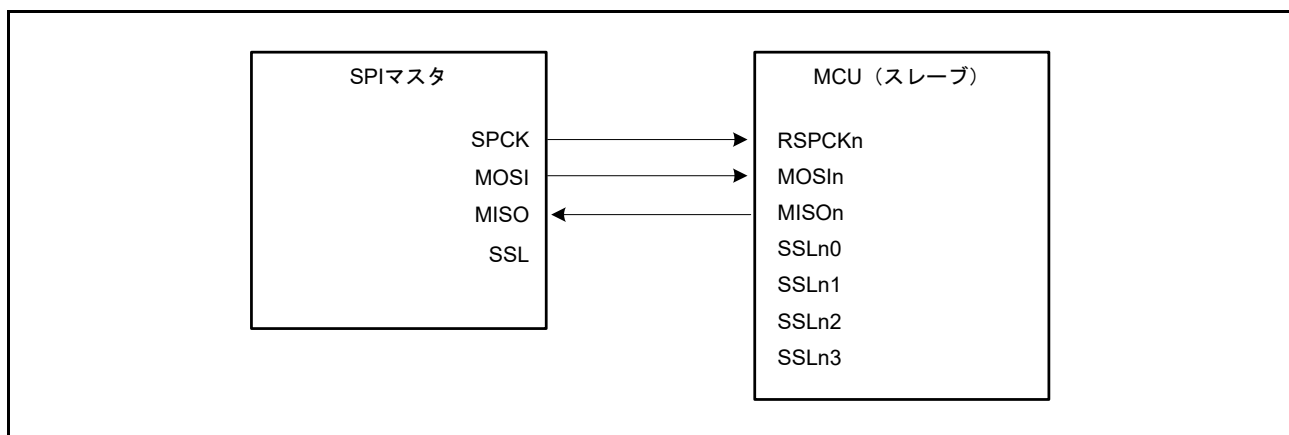 SPIマスタ
SPCK
MOSI
MISO
SSL
MCU（スレーブ）
RSPCKn
MOSIn
MISOn
SSLn0
SSLn1
SSLn2
SSLn3